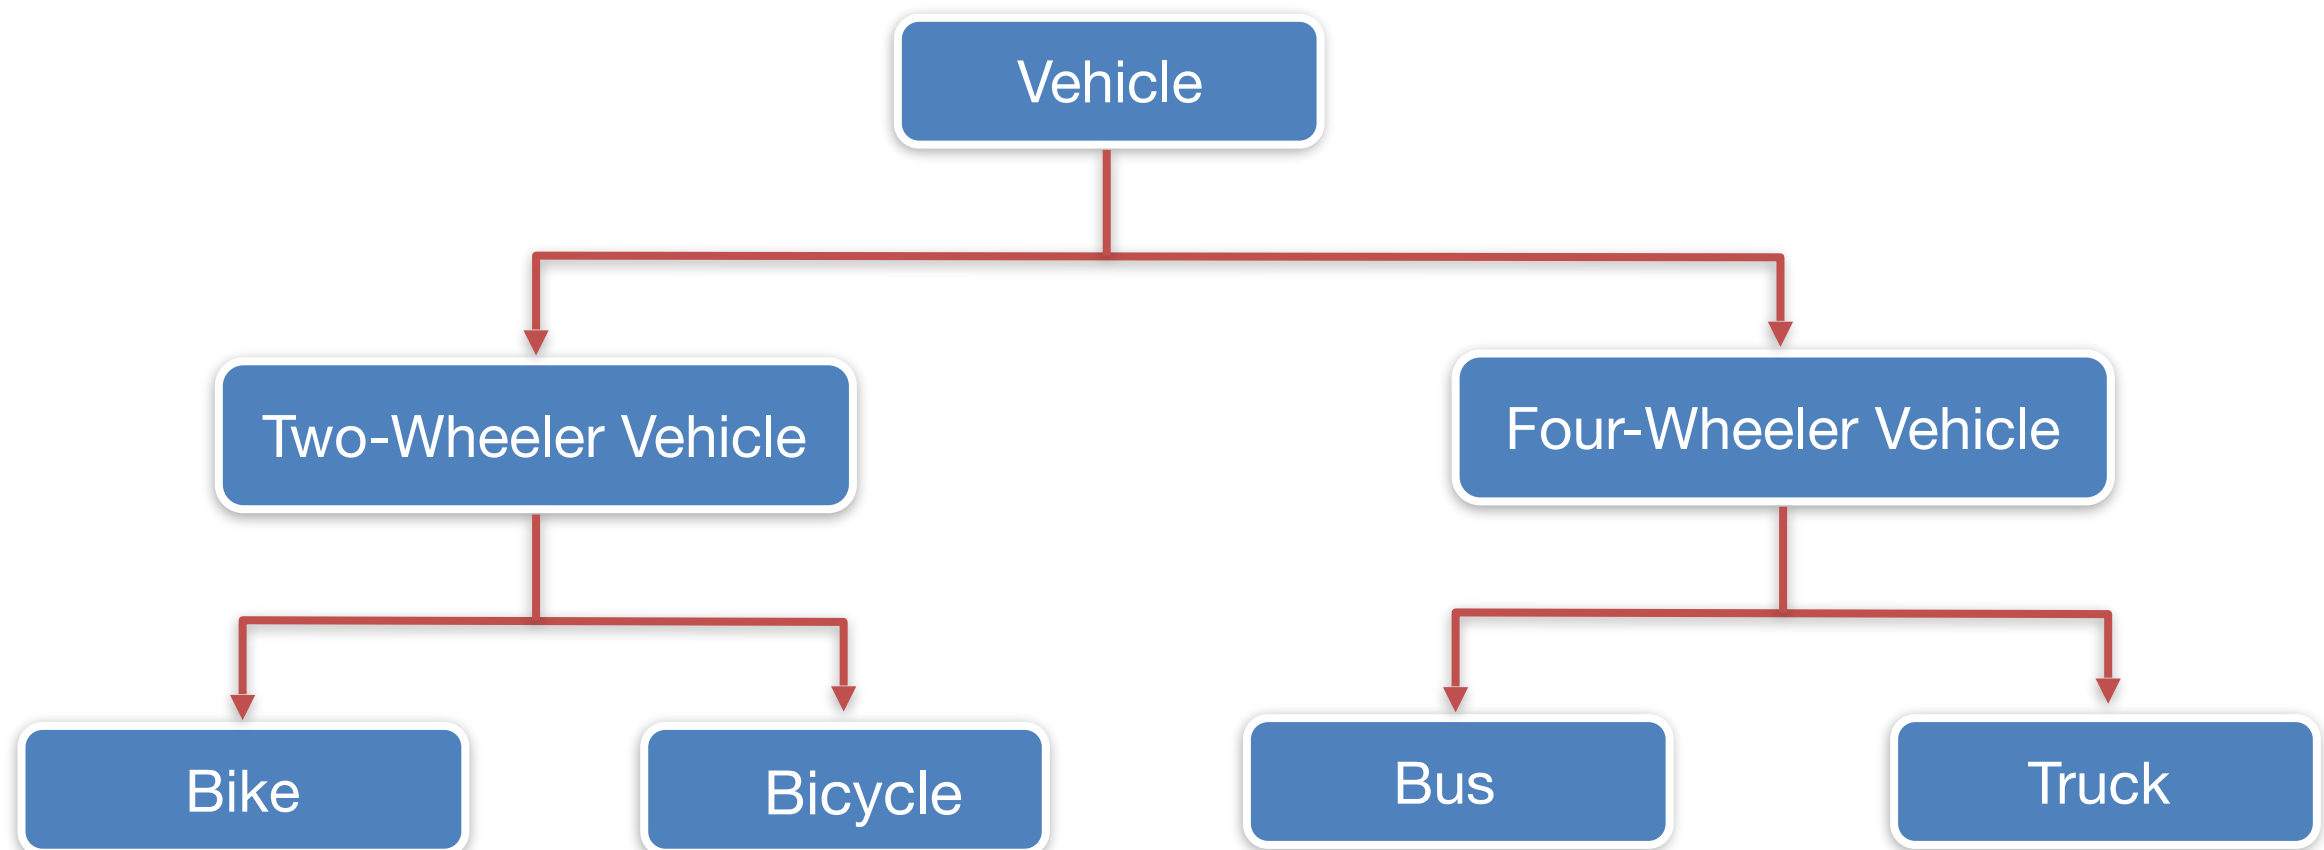 Vehicle
Two-Wheeler Vehicle
Four-Wheeler Vehicle
Bike
Bicycle
Bus
Truck